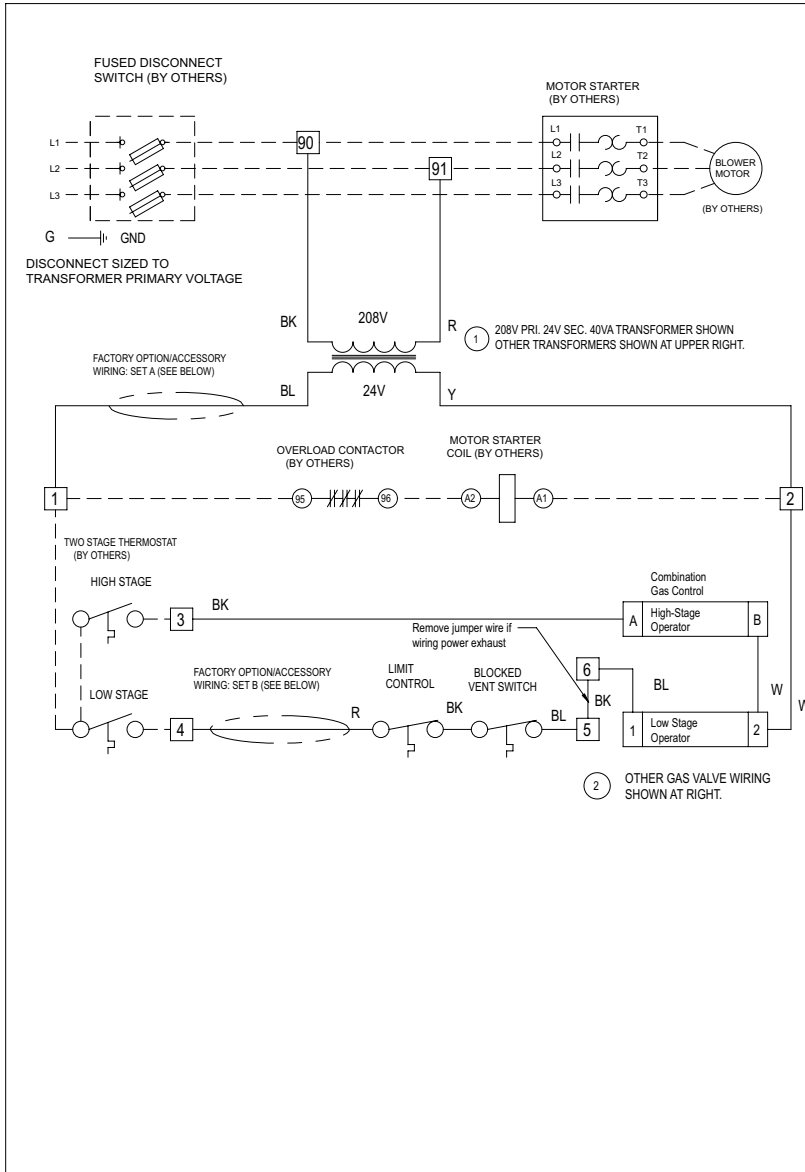 FUSED DISCONNECT
SWITCH (BY OTHERS)
MOTOR STARTER
(BY OTHERS)
L1
90
L1
T1
L2
91
L2
T2
BLOWER
MOTOR
L3
L3
T3
(BY OTHERS)
G
GND
DISCONNECT SIZED TO
TRANSFORMER PRIMARY VOLTAGE
BK
208V
R
1
208V PRI. 24V SEC. 40VA TRANSFORMER SHOWN
OTHER TRANSFORMERS SHOWN AT UPPER RIGHT.
FACTORY OPTION/ACCESSORY
WIRING: SET A (SEE BELOW)
BL
24V
Y
OVERLOAD CONTACTOR
(BY OTHERS)
MOTOR STARTER
COIL (BY OTHERS)
1
95
96
A2
A1
2
TWO STAGE THERMOSTAT
(BY OTHERS)
HIGH STAGE
3
BK
Combination
Gas Control
A
High-Stage
Operator
B
Remove jumper wire if
wiring power exhaust
LOW STAGE
4
FACTORY OPTION/ACCESSORY
WIRING: SET B (SEE BELOW)
R
LIMIT
CONTROL
BK
BLOCKED
VENT SWITCH
BL
6
BK
5
BL
W
W
1
Low Stage
Operator
2
2
OTHER GAS VALVE WIRING
SHOWN AT RIGHT.